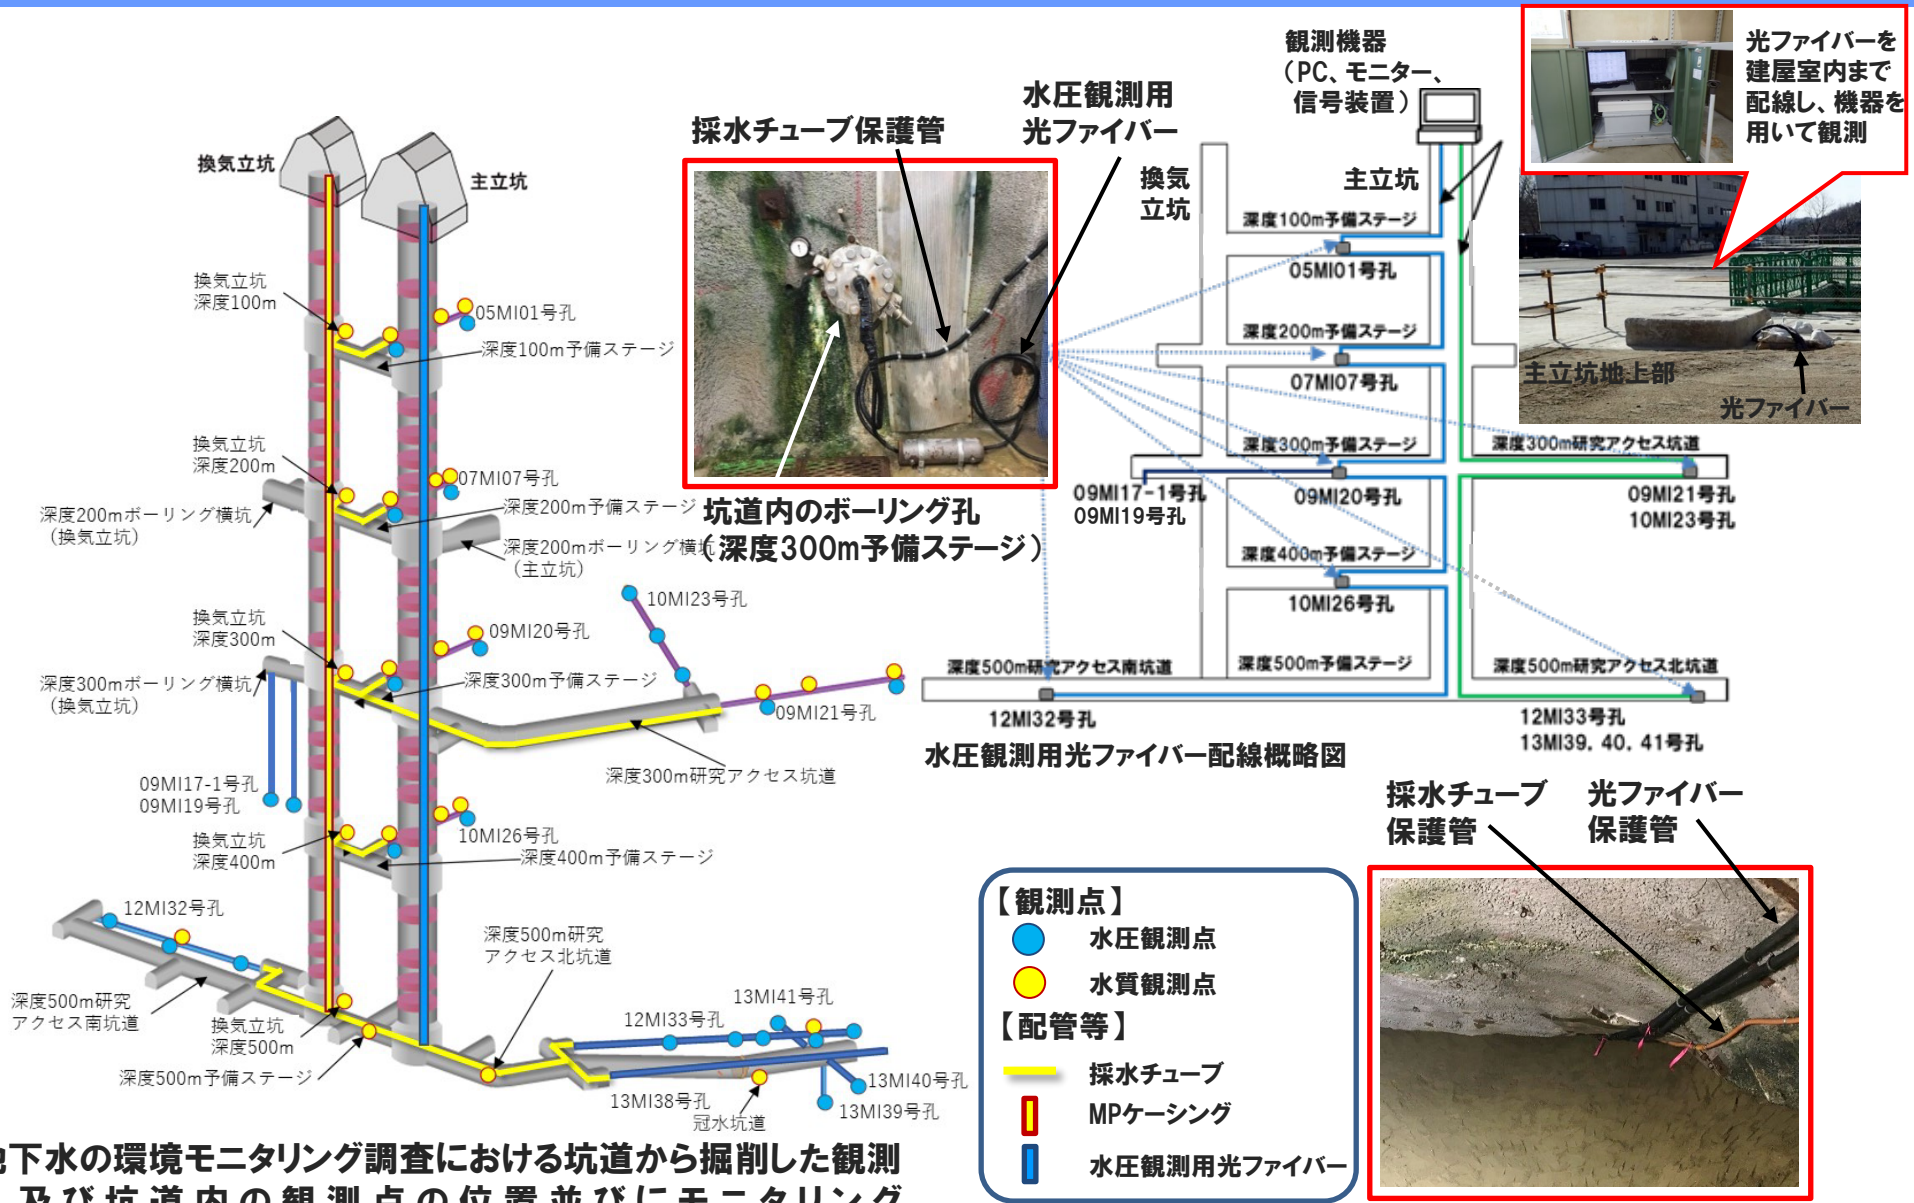 換気立坑
主立坑
換気立坑
深度100m
05MI01号孔
深度100m予備ステージ
換気立坑
深度200m
07MI07号孔
深度200m予備ステージ
深度200mボーリング横坑
(換気立坑)
深度200mボーリング横坑
(主立坑)
換気立坑
深度300m
09MI20号孔
10MI23号孔
深度300m予備ステージ
深度300mボーリング横坑
(換気立坑)
09MI21号孔
深度300m研究アクセス坑道
09MI17-1号孔
09MI19号孔
換気立坑
深度400m
10MI26号孔
深度400m予備ステージ
12MI32号孔
深度500m研究
アクセス北坑道
深度500m研究
アクセス南坑道
換気立坑
深度500m
深度500m予備ステージ
12MI33号孔
13MI41号孔
13MI38号孔
冠水坑道
13MI40号孔
13MI39号孔
地下水の環境モニタリング調査における坑道から掘削した観測
及び坑道内の観測点の位置並びにモニタリング
採水チューブ保護管
水圧観測用
光ファイバー
坑道内のボーリング孔
(深度300m予備ステージ)
観測機器
(PC、モニター、
信号装置)
換気
立坑
主立坑
深度100m予備ステージ
05MI01号孔
深度200m予備ステージ
07MI07号孔
深度300m予備ステージ
深度300m研究アクセス坑道
09MI17-1号孔
09MI19号孔
09MI20号孔
09MI21号孔
10MI23号孔
深度400m予備ステージ
10MI26号孔
深度500m研究アクセス南坑道
深度500m予備ステージ
深度500m研究アクセス北坑道
12MI32号孔
12MI33号孔
13MI39, 40, 41号孔
水圧観測用光ファイバー配線概略図
光ファイバーを
建屋室内まで
配線し、機器を
用いて観測
主立坑地上部
光ファイバー
採水チューブ
保護管
光ファイバー
保護管
【観測点】
水圧観測点
水質観測点
【配管等】
採水チューブ
MPケーシング
水圧観測用光ファイバー